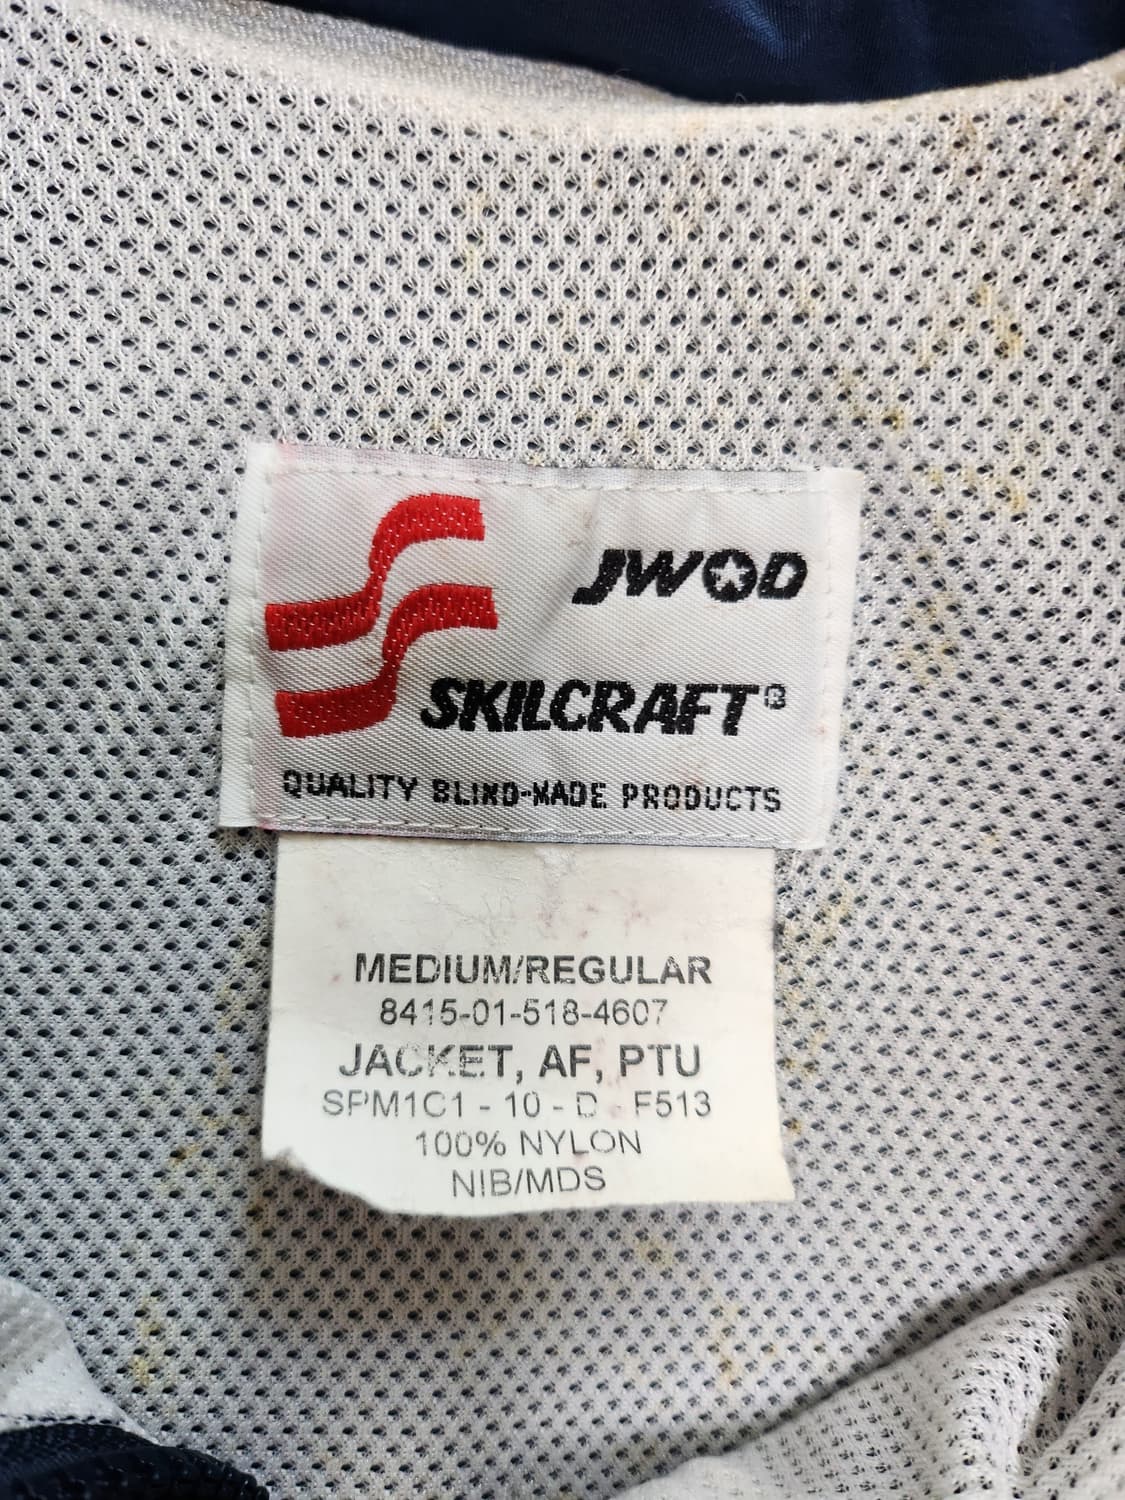 JWOD
SKILCRAFT®
QUALITY BLIND-MADE PRODUCTS
MEDIUM/REGULAR
8415-01-518-4607
JACKET, AF, PTU
SPM1C1 - 10 - D - F513
100% NYLON
NIB/MDS